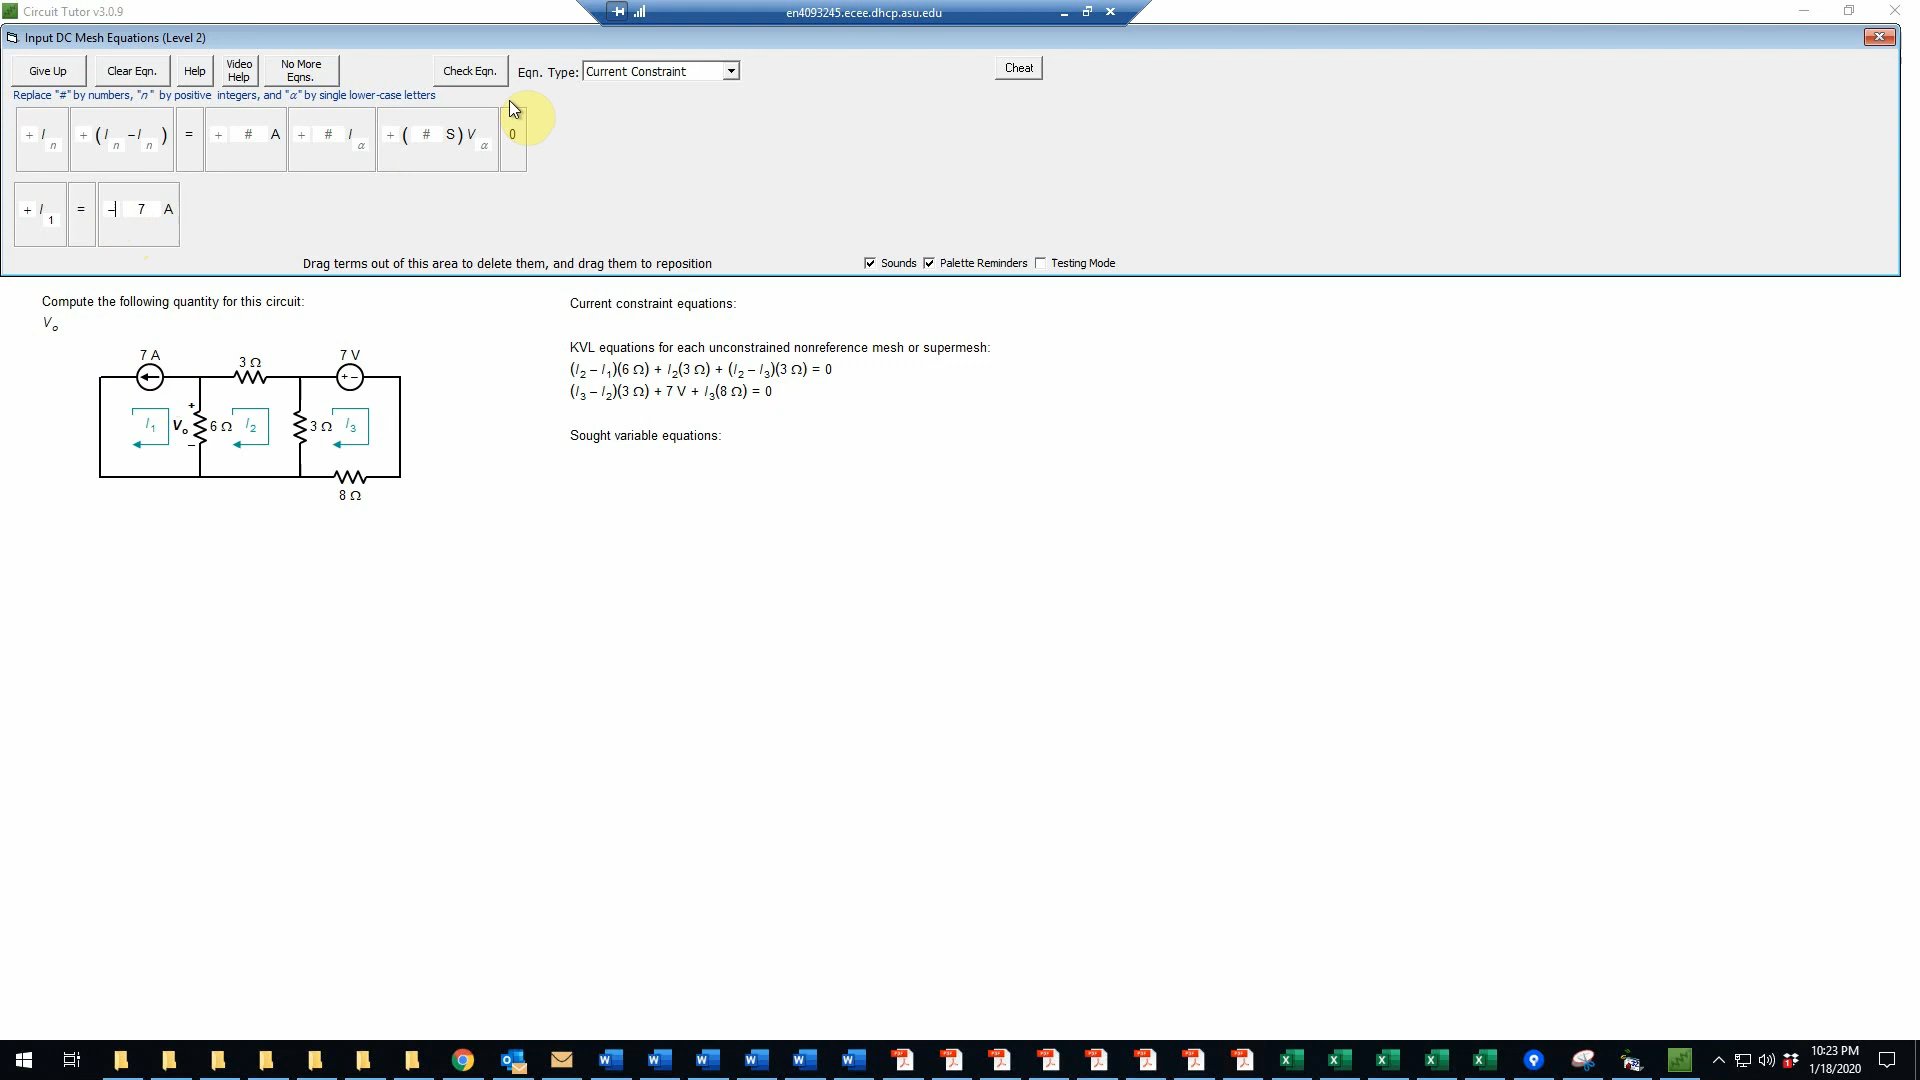 Circuit Tutor v3.0.9
en4093245.ecee.dhcp.asu.edu
Input DC Mesh Equations (Level 2)
Give Up
Clear Eqn.
Help
Video Help
No More Eqns.
Check Eqn.
Eqn. Type: Current Constraint
Cheat
Replace "#" by numbers, "n" by positive integers, and "α" by single lower-case letters
+ I n + ( I n – I n ) = + # A + # I α + ( # S ) V α 0
+ I 1 = – 7 A
Drag terms out of this area to delete them, and drag them to reposition
Sounds
Palette Reminders
Testing Mode
Compute the following quantity for this circuit:
Vₒ
Current constraint equations:
KVL equations for each unconstrained nonreference mesh or supermesh:
(I₂ – I₁)(6 Ω) + I₂(3 Ω) + (I₂ – I₃)(3 Ω) = 0
(I₃ – I₂)(3 Ω) + 7 V + I₃(8 Ω) = 0
Sought variable equations:
7 A
3 Ω
7 V
+ –
+
I₁
Vₒ
6 Ω
I₂
3 Ω
I₃
–
8 Ω
10:23 PM
1/18/2020